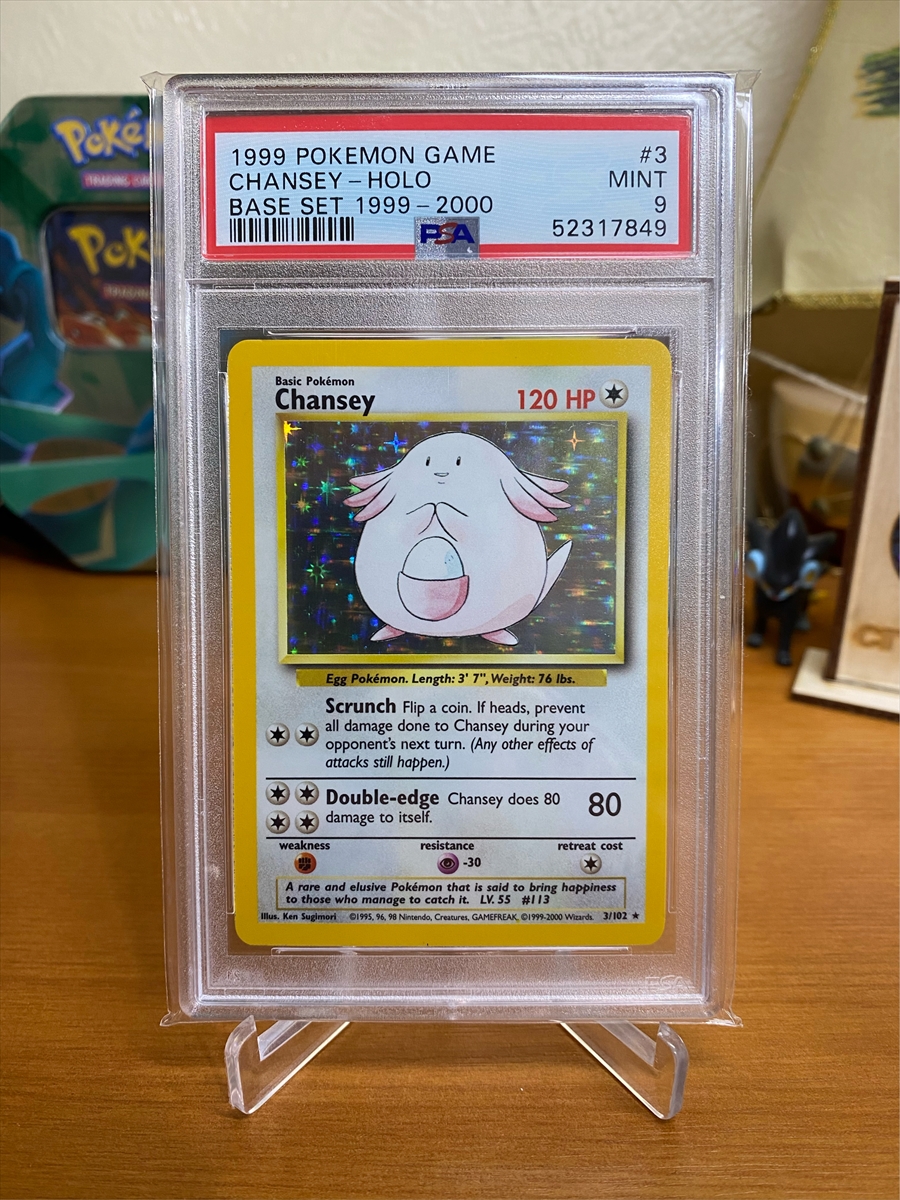 1999 POKEMON GAME #3
CHANSEY - HOLO MINT
BASE SET 1999 - 2000 9
PSA 52317849
Basic Pokémon
Chansey 120 HP
Egg Pokémon. Length: 3' 7", Weight: 76 lbs.
Scrunch Flip a coin. If heads, prevent
all damage done to Chansey during your
opponent's next turn. (Any other effects of
attacks still happen.)
Double-edge Chansey does 80 80
damage to itself.
weakness resistance retreat cost
-30
A rare and elusive Pokémon that is said to bring happiness
to those who manage to catch it. LV. 55 #113
Illus. Ken Sugimori ©1995, 96, 98 Nintendo, Creatures, GAMEFREAK. ©1999-2000 Wizards. 3/102 ★